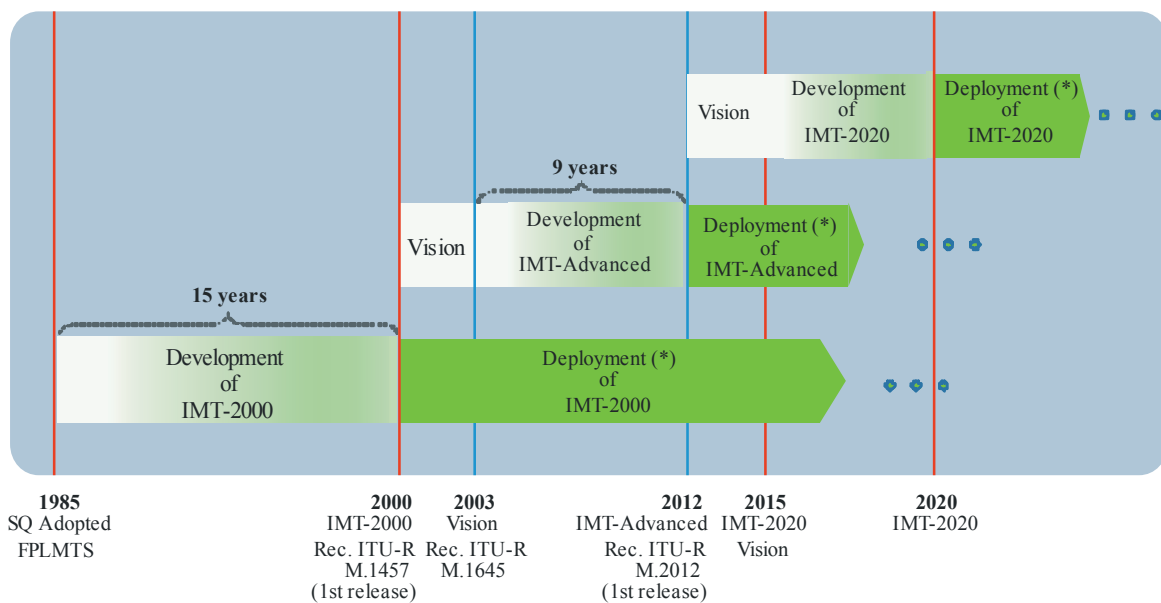 Vision
Development
of
IMT-2020
Deployment (*)
of
IMT-2020
9 years
Vision
Development
of
IMT-Advanced
Deployment (*)
of
IMT-Advanced
15 years
Development
of
IMT-2000
Deployment (*)
of
IMT-2000
1985
SQ Adopted
FPLMTS
2000
IMT-2000
Rec. ITU-R
M.1457
(1st release)
2003
Vision
Rec. ITU-R
M.1645
2012
IMT-Advanced
Rec. ITU-R
M.2012
(1st release)
2015
IMT-2020
Vision
2020
IMT-2020